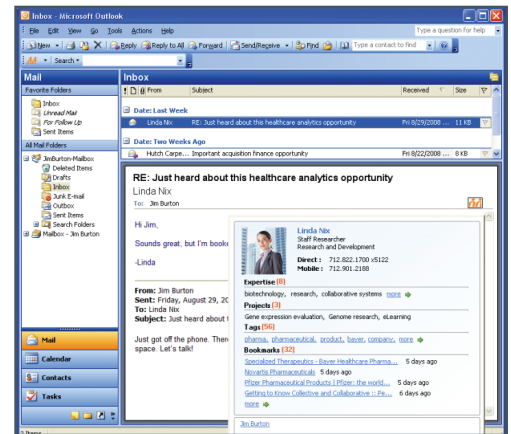 Inbox - Microsoft Outlook
File Edit View Go Tools Actions Help Type a question for help
New Reply Reply to All Forward Send/Receive Find Type a contact to find
Search
Mail
Favorite Folders
Inbox
Unread Mail
For Follow Up
Sent Items
All Mail Folders
JimBurton-Mailbox
Deleted Items
Drafts
Inbox
Junk E-mail
Outbox
Sent Items
Search Folders
Mailbox - Jim Burton
Mail
Calendar
Contacts
Tasks
Inbox
From Subject Received Size
Date: Last Week
Linda Nix RE: Just heard about this healthcare analytics opportunity Fri 8/29/2008 ... 11 KB
Date: Two Weeks Ago
Hutch Carpe... Important acquisition finance opportunity Fri 8/22/2008 ... 8 KB
RE: Just heard about this healthcare analytics opportunity
Linda Nix
To: Jim Burton
Hi Jim,
Sounds great, but I'm booke
-Linda
From: Jim Burton
Sent: Friday, August 29, 20
To: Linda Nix
Subject: Just heard about t
Just got off the phone. There
space. Let's talk!
Linda Nix
Staff Researcher
Research and Development
Direct : 712.822.1700 x5122
Mobile : 712.901.2188
Expertise (8)
biotechnology, research, collaborative systems more
Projects (3)
Gene expression evaluation, Genome research, eLearning
Tags (56)
pharma, pharmaceutical, product, bayer, company, more
Bookmarks (32)
Specialized Therapeutics - Bayer Healthcare Pharma... 5 days ago
Novartis Pharmaceuticals 5 days ago
Pfizer Pharmaceutical Products | Pfizer: the world... 5 days ago
Getting to Know Collective and Collaborative :: Pe... 6 days ago
more
Jim Burton